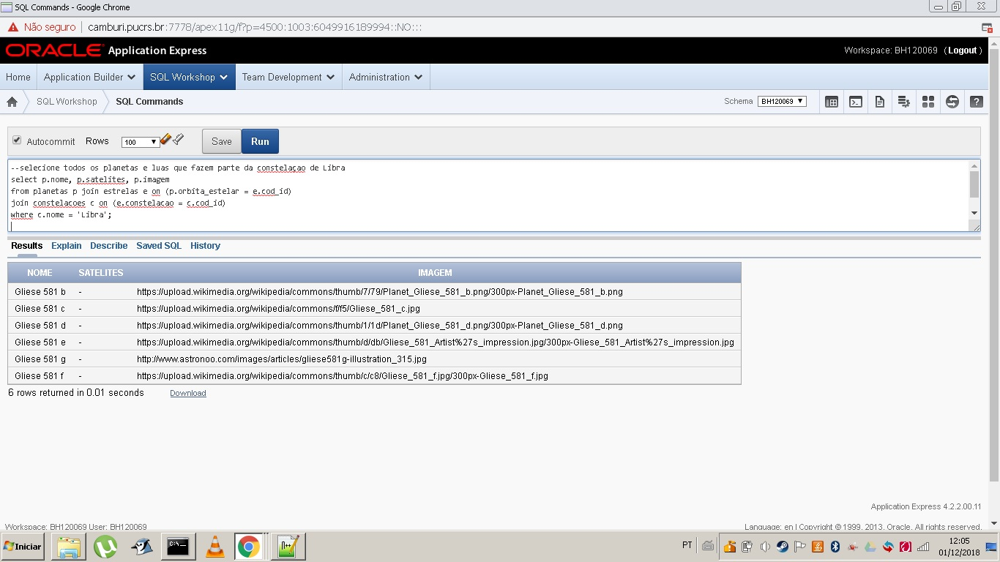 SQL Commands - Google Chrome
Não seguro | camburi.pucrs.br:7778/apex11g/f?p=4500:1003:6049916189994::NO:::
ORACLE Application Express
Workspace: BH120069 (Logout)
Home Application Builder SQL Workshop Team Development Administration
SQL Workshop SQL Commands Schema BH120069
Autocommit Rows 100 Save Run
--selecione todos os planetas e luas que fazem parte da constelaçao de Libra
select p.nome, p.satelites, p.imagem
from planetas p join estrelas e on (p.orbita_estelar = e.cod_id)
join constelacoes c on (e.constelacao = c.cod_id)
where c.nome = 'Libra';
Results Explain Describe Saved SQL History
NOME SATELITES IMAGEM
Gliese 581 b - https://upload.wikimedia.org/wikipedia/commons/thumb/7/79/Planet_Gliese_581_b.png/300px-Planet_Gliese_581_b.png
Gliese 581 c - https://upload.wikimedia.org/wikipedia/commons/f/f5/Gliese_581_c.jpg
Gliese 581 d - https://upload.wikimedia.org/wikipedia/commons/thumb/1/1d/Planet_Gliese_581_d.png/300px-Planet_Gliese_581_d.png
Gliese 581 e - https://upload.wikimedia.org/wikipedia/commons/thumb/d/db/Gliese_581_Artist%27s_impression.jpg/300px-Gliese_581_Artist%27s_impression.jpg
Gliese 581 g - http://www.astronoo.com/images/articles/gliese581g-illustration_315.jpg
Gliese 581 f - https://upload.wikimedia.org/wikipedia/commons/thumb/c/c8/Gliese_581_f.jpg/300px-Gliese_581_f.jpg
6 rows returned in 0.01 seconds Download
Application Express 4.2.2.00.11
Workspace: BH120069 User: BH120069 Language: en | Copyright © 1999, 2013, Oracle. All rights reserved.
Iniciar PT 12:05
01/12/2018